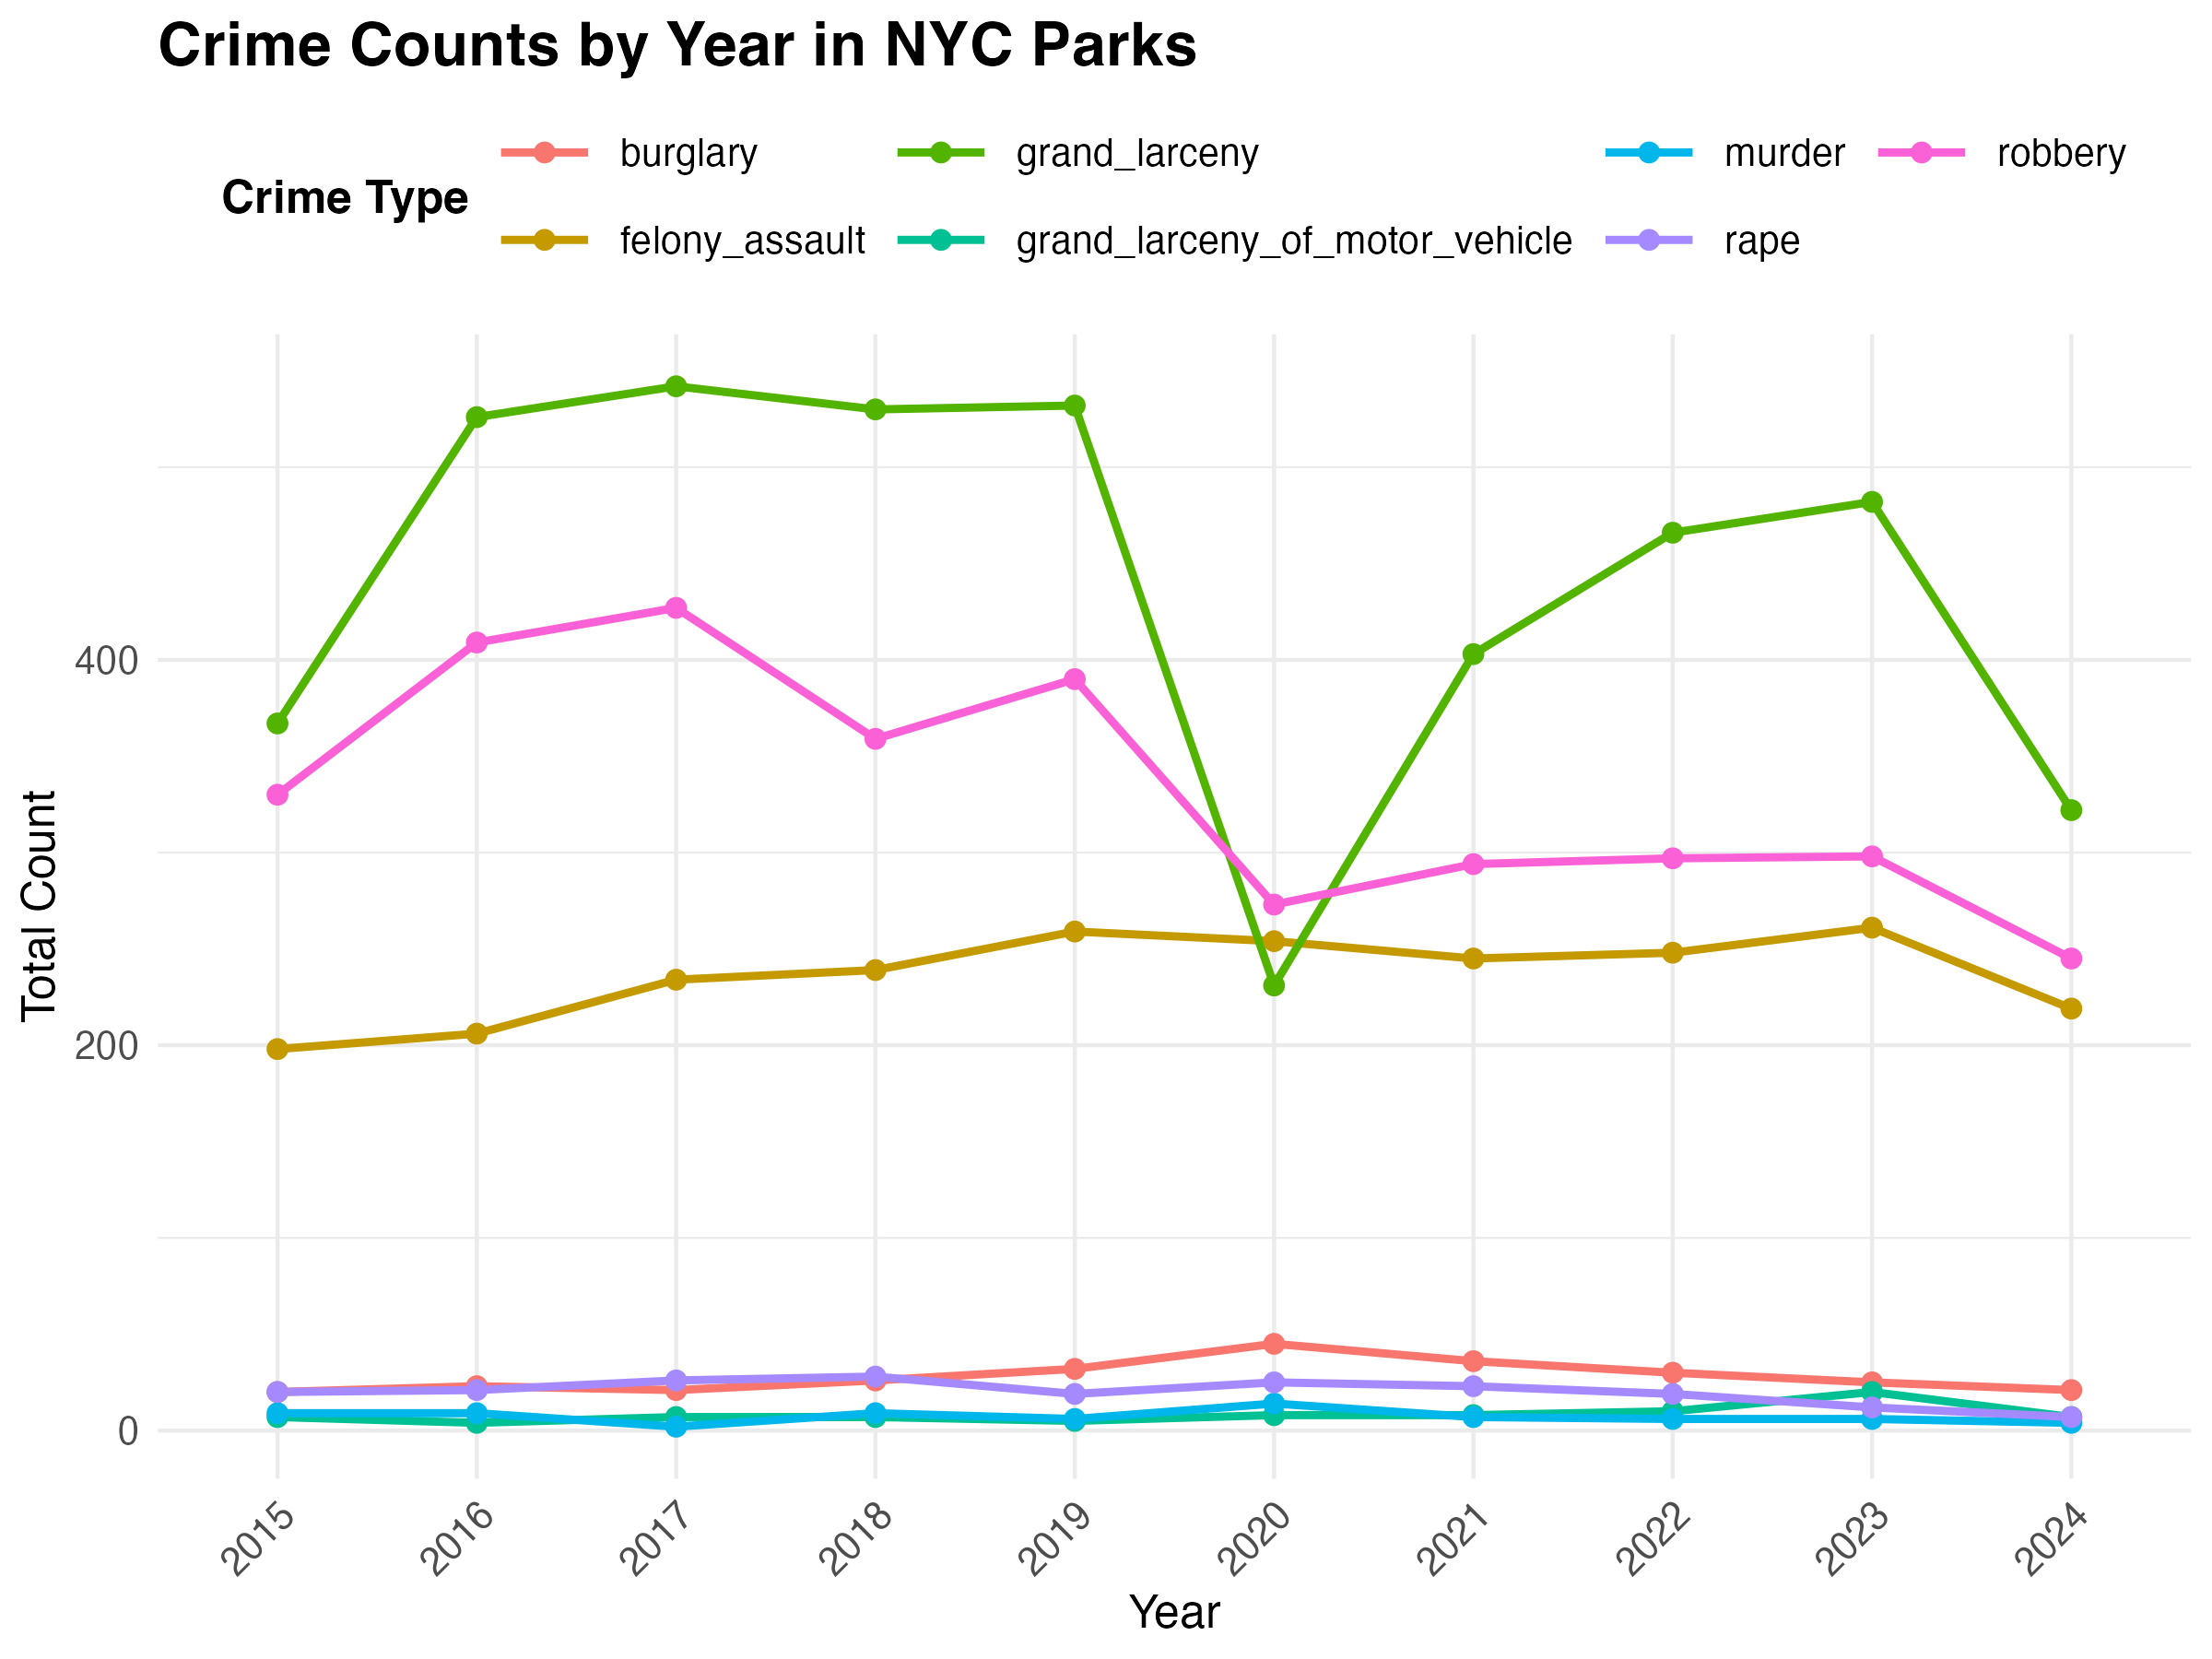 Crime Counts by Year in NYC Parks
Crime Type
burglary
grand_larceny
murder
robbery
felony_assault
grand_larceny_of_motor_vehicle
rape
Total Count
400
200
0
2015
2016
2017
2018
2019
2020
2021
2022
2023
2024
Year